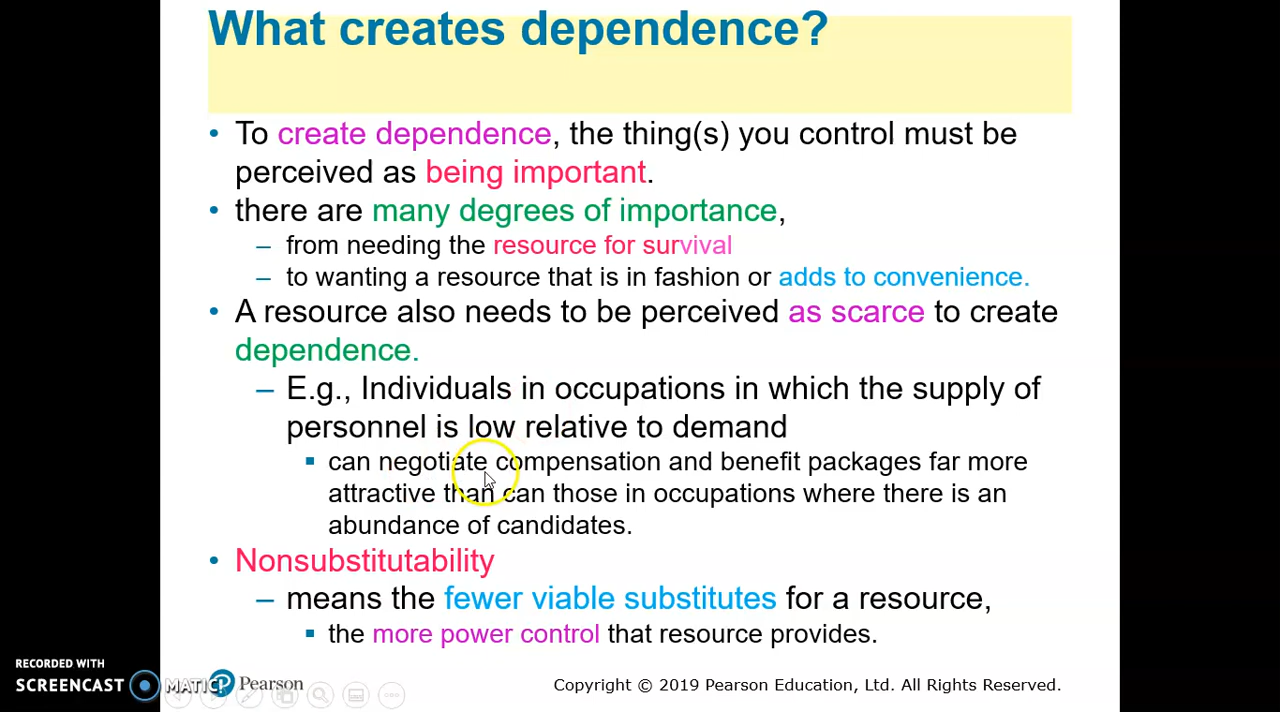 What creates dependence?
• To create dependence, the thing(s) you control must be
perceived as being important.
• there are many degrees of importance,
– from needing the resource for survival
– to wanting a resource that is in fashion or adds to convenience.
• A resource also needs to be perceived as scarce to create
dependence.
– E.g., Individuals in occupations in which the supply of
personnel is low relative to demand
▪ can negotiate compensation and benefit packages far more
attractive than can those in occupations where there is an
abundance of candidates.
• Nonsubstitutability
– means the fewer viable substitutes for a resource,
▪ the more power control that resource provides.
RECORDED WITH
SCREENCAST MATIC
P Pearson
Copyright © 2019 Pearson Education, Ltd. All Rights Reserved.